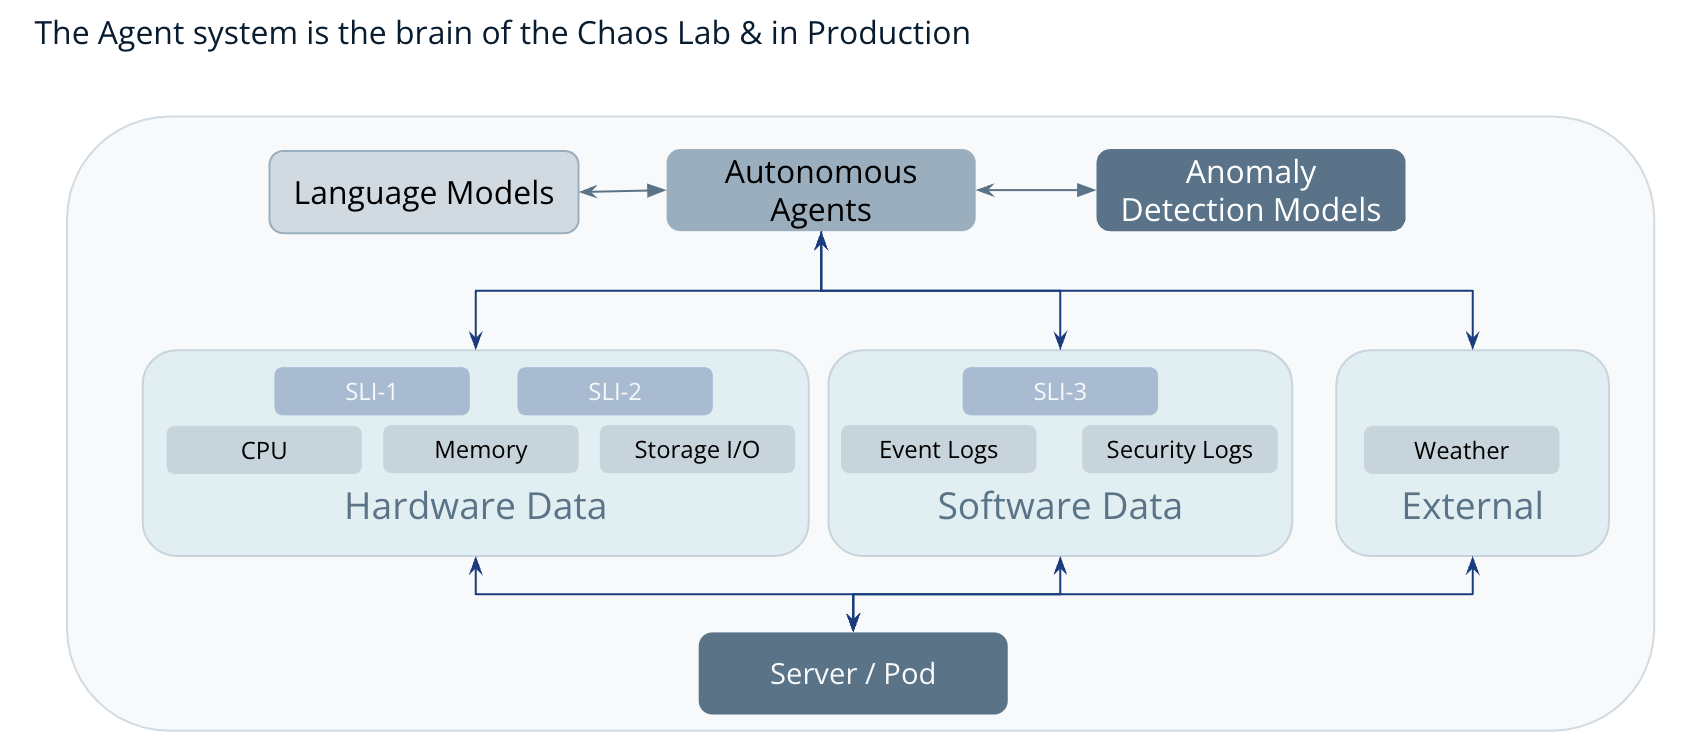 The Agent system is the brain of the Chaos Lab & in Production
Language Models
Autonomous
Agents
Anomaly
Detection Models
SLI-1
SLI-2
CPU
Memory
Storage I/O
Hardware Data
SLI-3
Event Logs
Security Logs
Software Data
Weather
External
Server / Pod